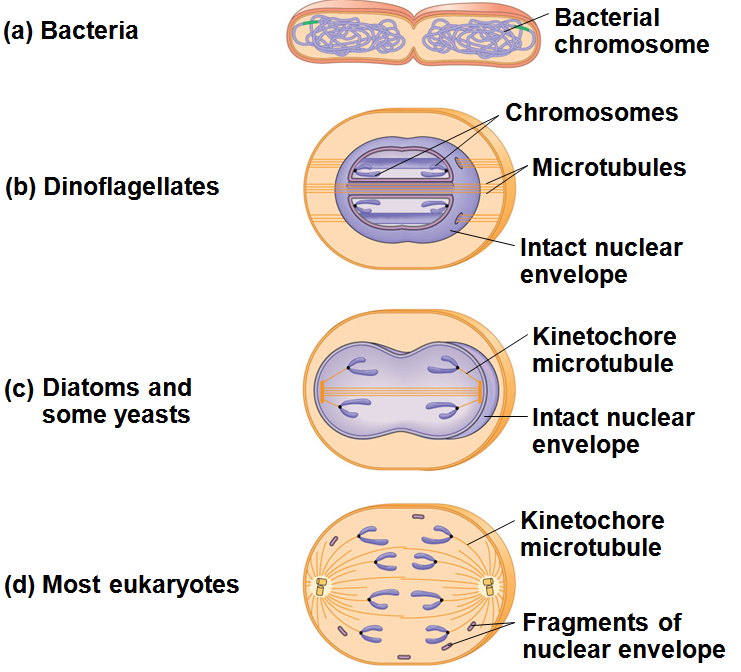 (a) Bacteria
Bacterial
chromosome
(b) Dinoflagellates
Chromosomes
Microtubules
Intact nuclear
envelope
(c) Diatoms and
some yeasts
Kinetochore
microtubule
Intact nuclear
envelope
(d) Most eukaryotes
Kinetochore
microtubule
Fragments of
nuclear envelope